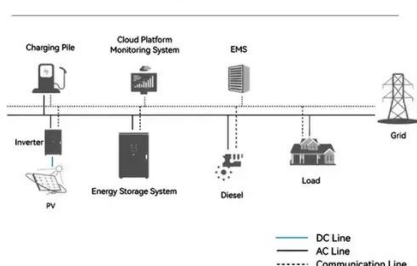 Charging Pile
Cloud Platform
Monitoring System
EMS
Grid
Inverter
PV
Energy Storage System
Diesel
Load
DC Line
AC Line
Communication Line